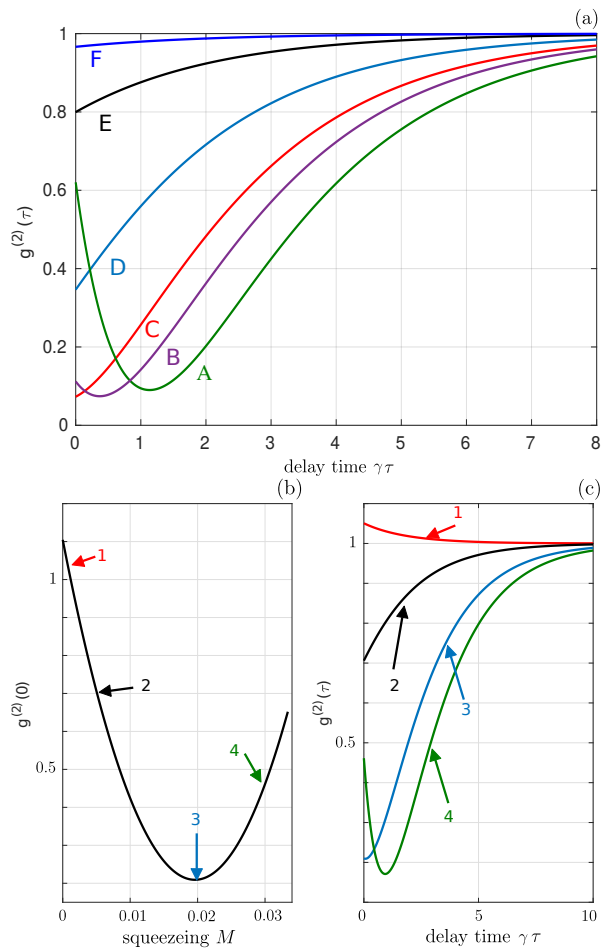 (a)
1
0.8
0.6
0.4
0.2
0
g(2)(τ)
F
E
D
C
B
A
0 1 2 3 4 5 6 7 8
delay time γτ
(b)
1
0.5
g(2)(0)
1
2
3
4
0 0.01 0.02 0.03
squeezeing M
(c)
1
0.5
g(2)(τ)
1
2
3
4
0 5 10
delay time γτ